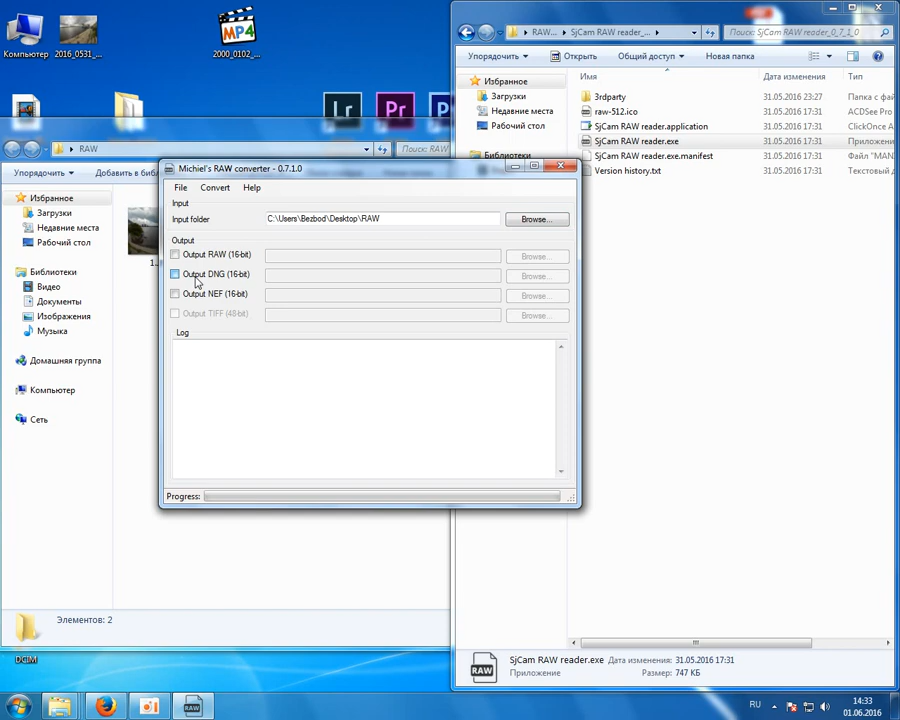 Компьютер
2016_0531_...
MP4
2000_0102_...
Lr
Pr
RAW... ▸ SjCam RAW reader_... ▸
Поиск: SjCam RAW reader_0_7_1_0
Упорядочить
Открыть
Общий доступ
Новая папка
Избранное
Загрузки
Недавние места
Рабочий стол
Библиотеки
Имя
Дата изменения
Тип
3rdparty
31.05.2016 23:27
Папка с фай
raw-512.ico
31.05.2016 17:31
ACDSee Pro
SjCam RAW reader.application
31.05.2016 17:31
ClickOnce A
SjCam RAW reader.exe
31.05.2016 17:31
Приложени
SjCam RAW reader.exe.manifest
31.05.2016 17:31
Файл "MAN
Version history.txt
31.05.2016 17:31
Текстовый д
RAW
Поиск: RAW
Упорядочить
Добавить в библ
Избранное
Загрузки
Недавние места
Рабочий стол
Библиотеки
Видео
Документы
Изображения
Музыка
Домашняя группа
Компьютер
Сеть
1.
Michiel's RAW converter - 0.7.1.0
File
Convert
Help
Input
Input folder
C:\Users\Bezbod\Desktop\RAW
Browse...
Output
Output RAW (16-bit)
Browse...
Output DNG (16-bit)
Browse...
Output NEF (16-bit)
Browse...
Output TIFF (48-bit)
Browse...
Log
Progress:
Элементов: 2
DCIM
RAW
SjCam RAW reader.exe
Дата изменения: 31.05.2016 17:31
Приложение
Размер: 747 КБ
RAW
RU
14:33
01.06.2016